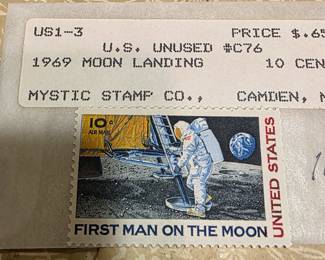 US1-3 PRICE $.65
U.S. UNUSED #C76
1969 MOON LANDING 10 CEN
MYSTIC STAMP CO., CAMDEN, N
10¢
AIR MAIL
UNITED STATES
FIRST MAN ON THE MOON